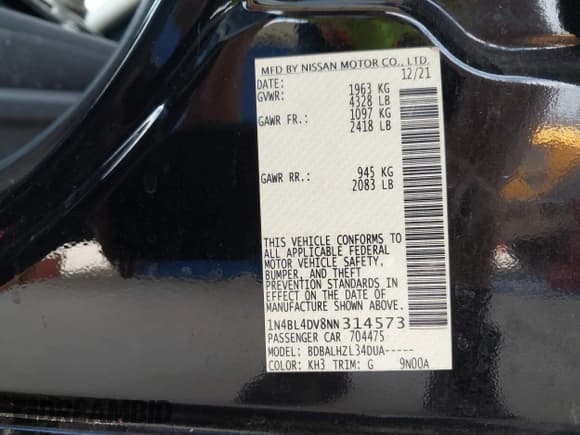 MFD BY NISSAN MOTOR CO., LTD.
DATE: 12/21
GVWR: 1963 KG
4328 LB
GAWR FR.: 1097 KG
2418 LB
GAWR RR.: 945 KG
2083 LB
THIS VEHICLE CONFORMS TO
ALL APPLICABLE FEDERAL
MOTOR VEHICLE SAFETY,
BUMPER, AND THEFT
PREVENTION STANDARDS IN
EFFECT ON THE DATE OF
MANUFACTURE SHOWN ABOVE.
1N4BL4DV8NN314573
PASSENGER CAR 704475
MODEL: BDBALHZL34DUA-----
COLOR: KH3 TRIM: G 9N00A